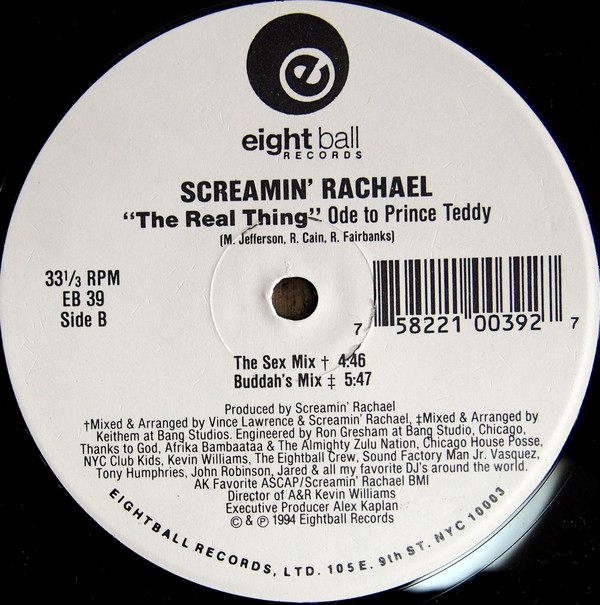 e
eight ball
RECORDS
SCREAMIN' RACHAEL
"The Real Thing" Ode to Prince Teddy
(M. Jefferson, R. Cain, R. Fairbanks)
33⅓ RPM
EB 39
Side B
7 58221 00392 7
The Sex Mix † 4:46
Buddah's Mix ‡ 5:47
Produced by Screamin' Rachael
†Mixed & Arranged by Vince Lawrence & Screamin' Rachael, ‡Mixed & Arranged by
Keithem at Bang Studios. Engineered by Ron Gresham at Bang Studio, Chicago,
Thanks to God, Afrika Bambaataa & The Almighty Zulu Nation, Chicago House Posse,
NYC Club Kids, Kevin Williams, The Eightball Crew, Sound Factory Man Jr. Vasquez,
Tony Humphries, John Robinson, Jared & all my favorite DJ's around the world.
AK Favorite ASCAP/Screamin' Rachael BMI
Director of A&R Kevin Williams
Executive Producer Alex Kaplan
© & ℗ 1994 Eightball Records
EIGHTBALL RECORDS, LTD. 105 E. 9th ST. NYC 10003